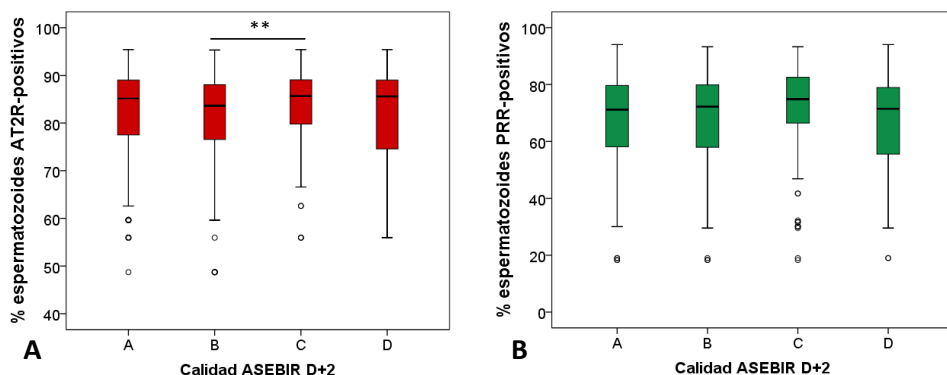 % espermatozoides AT2R-positivos
100
90
80
70
60
50
40
**
A B C D
Calidad ASEBIR D+2
A
% espermatozoides PRR-positivos
100
80
60
40
20
0
A B C D
Calidad ASEBIR D+2
B